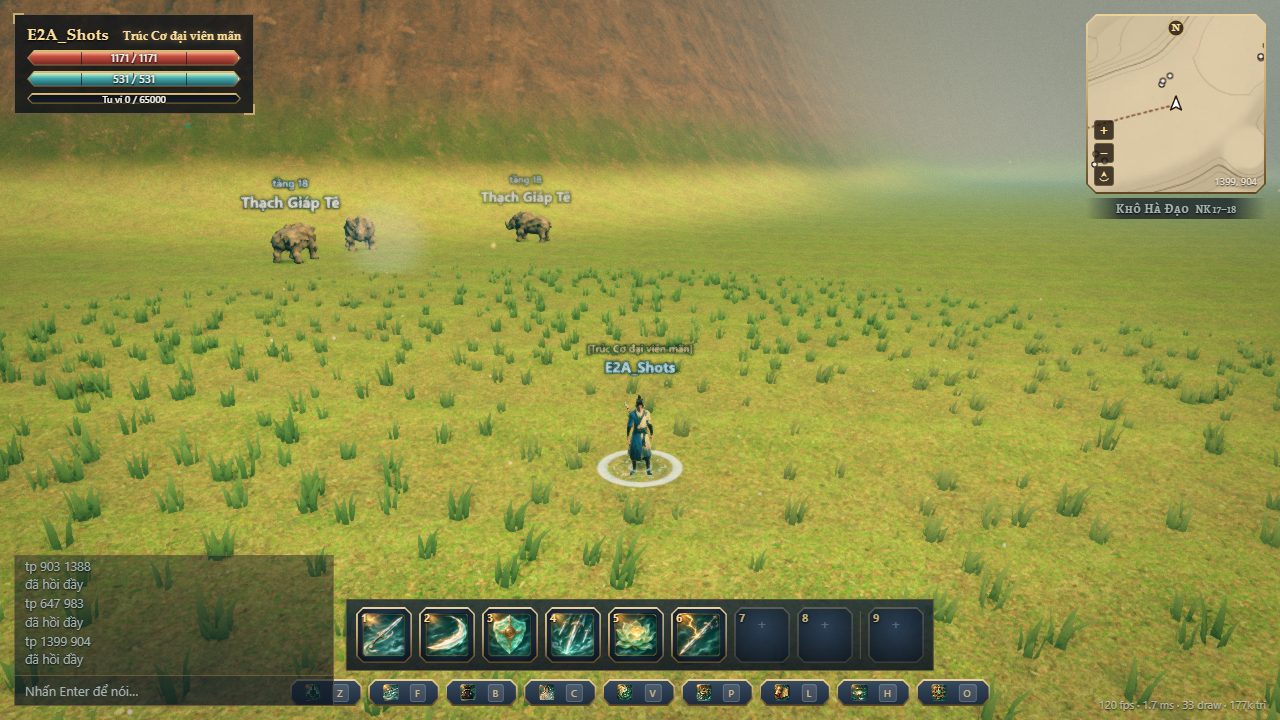 E2A_Shots Trúc Cơ đại viên mãn
1171 / 1171
531 / 531
Tu vi 0 / 65000
N
+
−
1399, 904
Khô Hà Đạo NK 17–18
tầng 18
Thạch Giáp Tê
tầng 18
Thạch Giáp Tê
[Trúc Cơ đại viên mãn]
E2A_Shots
tp 903 1388
đã hồi đầy
tp 647 983
đã hồi đầy
tp 1399 904
đã hồi đầy
Nhấn Enter để nói...
1 2 3 4 5 6 7 8 9
Z F B C V P L H O
120 fps · 1.7 ms · 33 draw · 177k tri